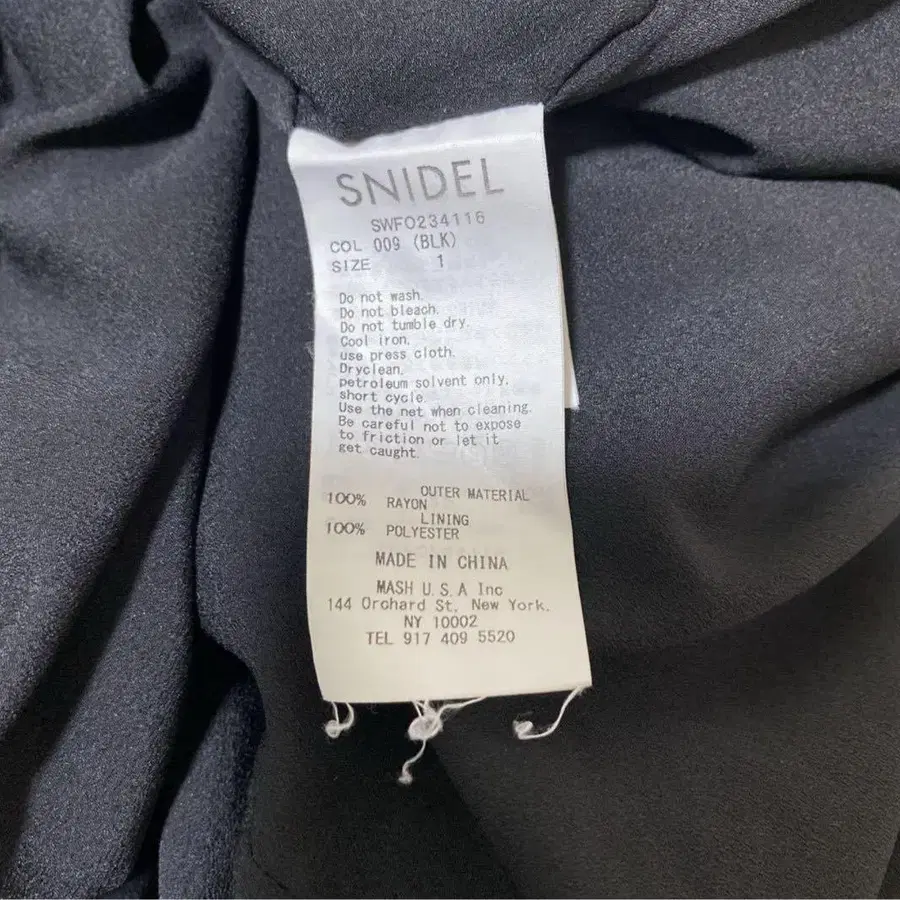 SNIDEL
SWFO234116
COL 009 (BLK)
SIZE 1
Do not wash.
Do not bleach.
Do not tumble dry.
Cool iron.
use press cloth.
Dryclean.
petroleum solvent only.
short cycle.
Use the net when cleaning.
Be careful not to expose
to friction or let it
get caught.
OUTER MATERIAL
100% RAYON
LINING
100% POLYESTER
MADE IN CHINA
MASH U.S.A Inc
144 Orchard St. New York.
NY 10002
TEL 917 409 5520